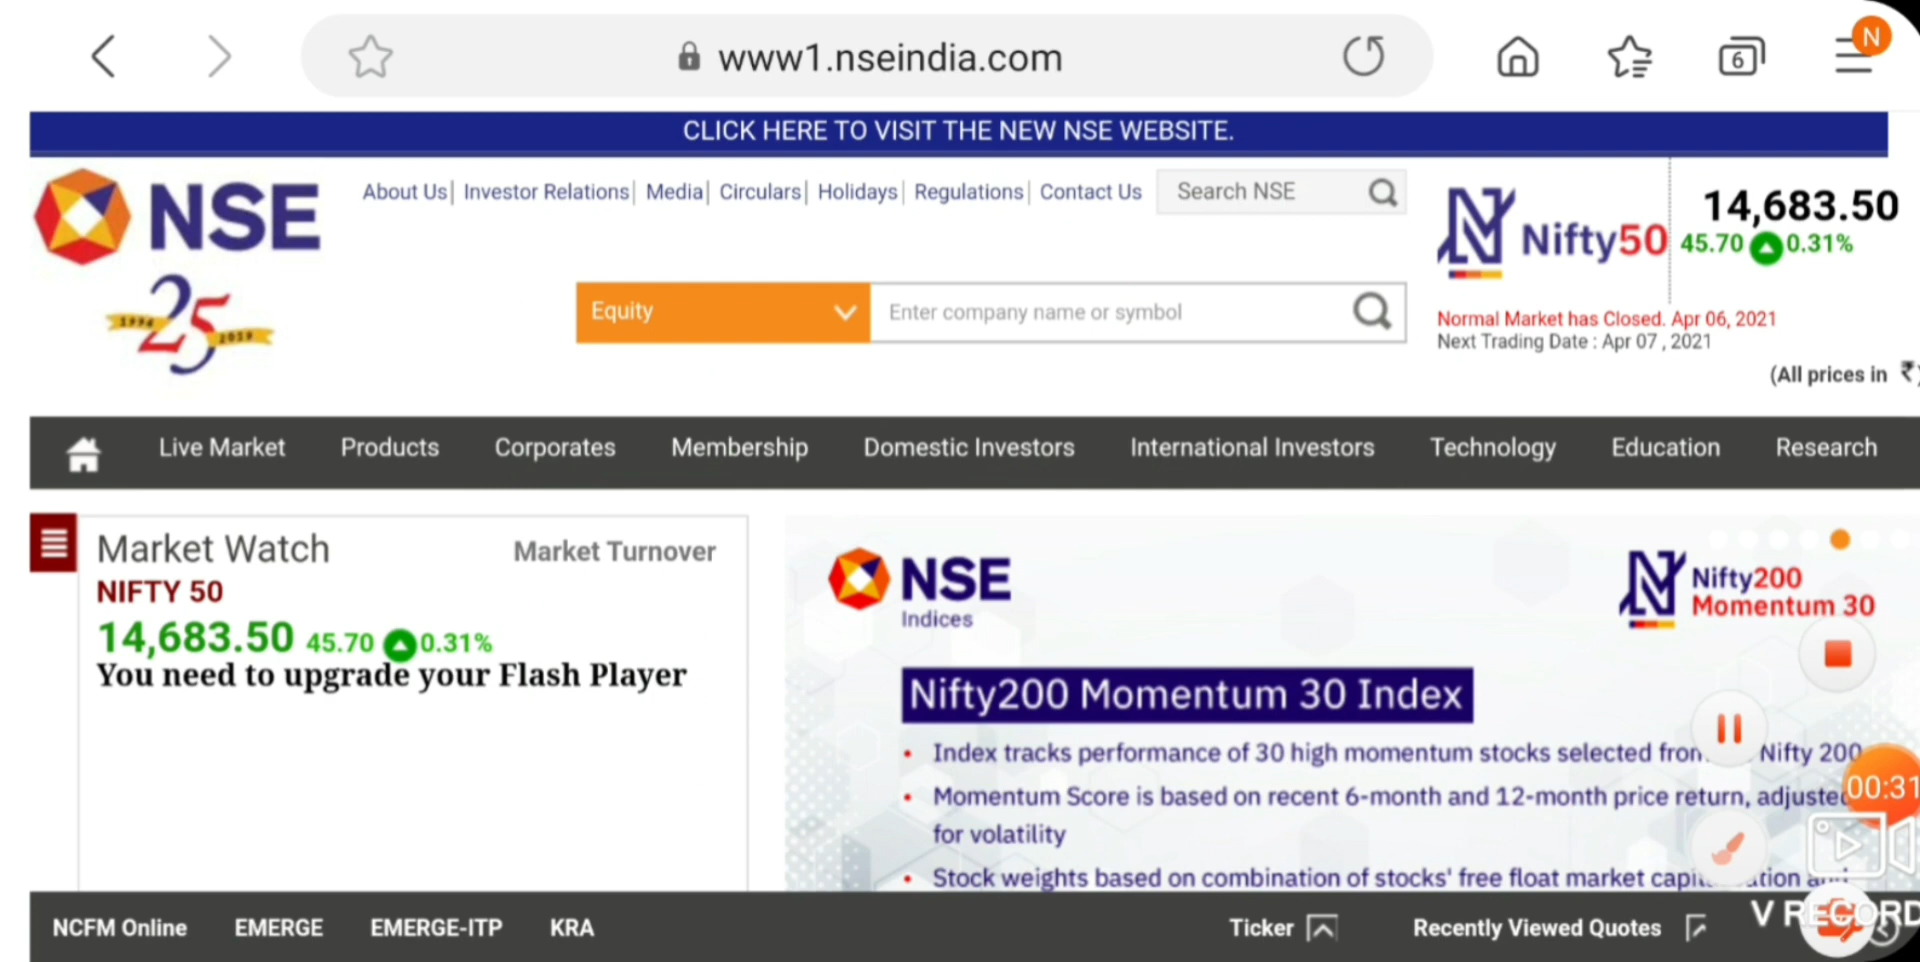 www1.nseindia.com
6
N
CLICK HERE TO VISIT THE NEW NSE WEBSITE.
NSE
1994 25 2019
About Us| Investor Relations| Media| Circulars| Holidays| Regulations| Contact Us
Search NSE
Equity
Enter company name or symbol
Nifty50
14,683.50
45.70 0.31%
Normal Market has Closed. Apr 06, 2021
Next Trading Date : Apr 07 , 2021
(All prices in ₹)
Live Market Products Corporates Membership Domestic Investors International Investors Technology Education Research
Market Watch
Market Turnover
NIFTY 50
14,683.50 45.70 0.31%
You need to upgrade your Flash Player
NSE
Indices
Nifty200
Momentum 30
Nifty200 Momentum 30 Index
• Index tracks performance of 30 high momentum stocks selected Nifty 200
• Momentum Score is based on recent 6-month and 12-month price return, adjusted
for volatility
• Stock weights based on combination of stocks' free float market
00:31
NCFM Online EMERGE EMERGE-ITP KRA
Ticker
Recently Viewed Quotes
V RECORD